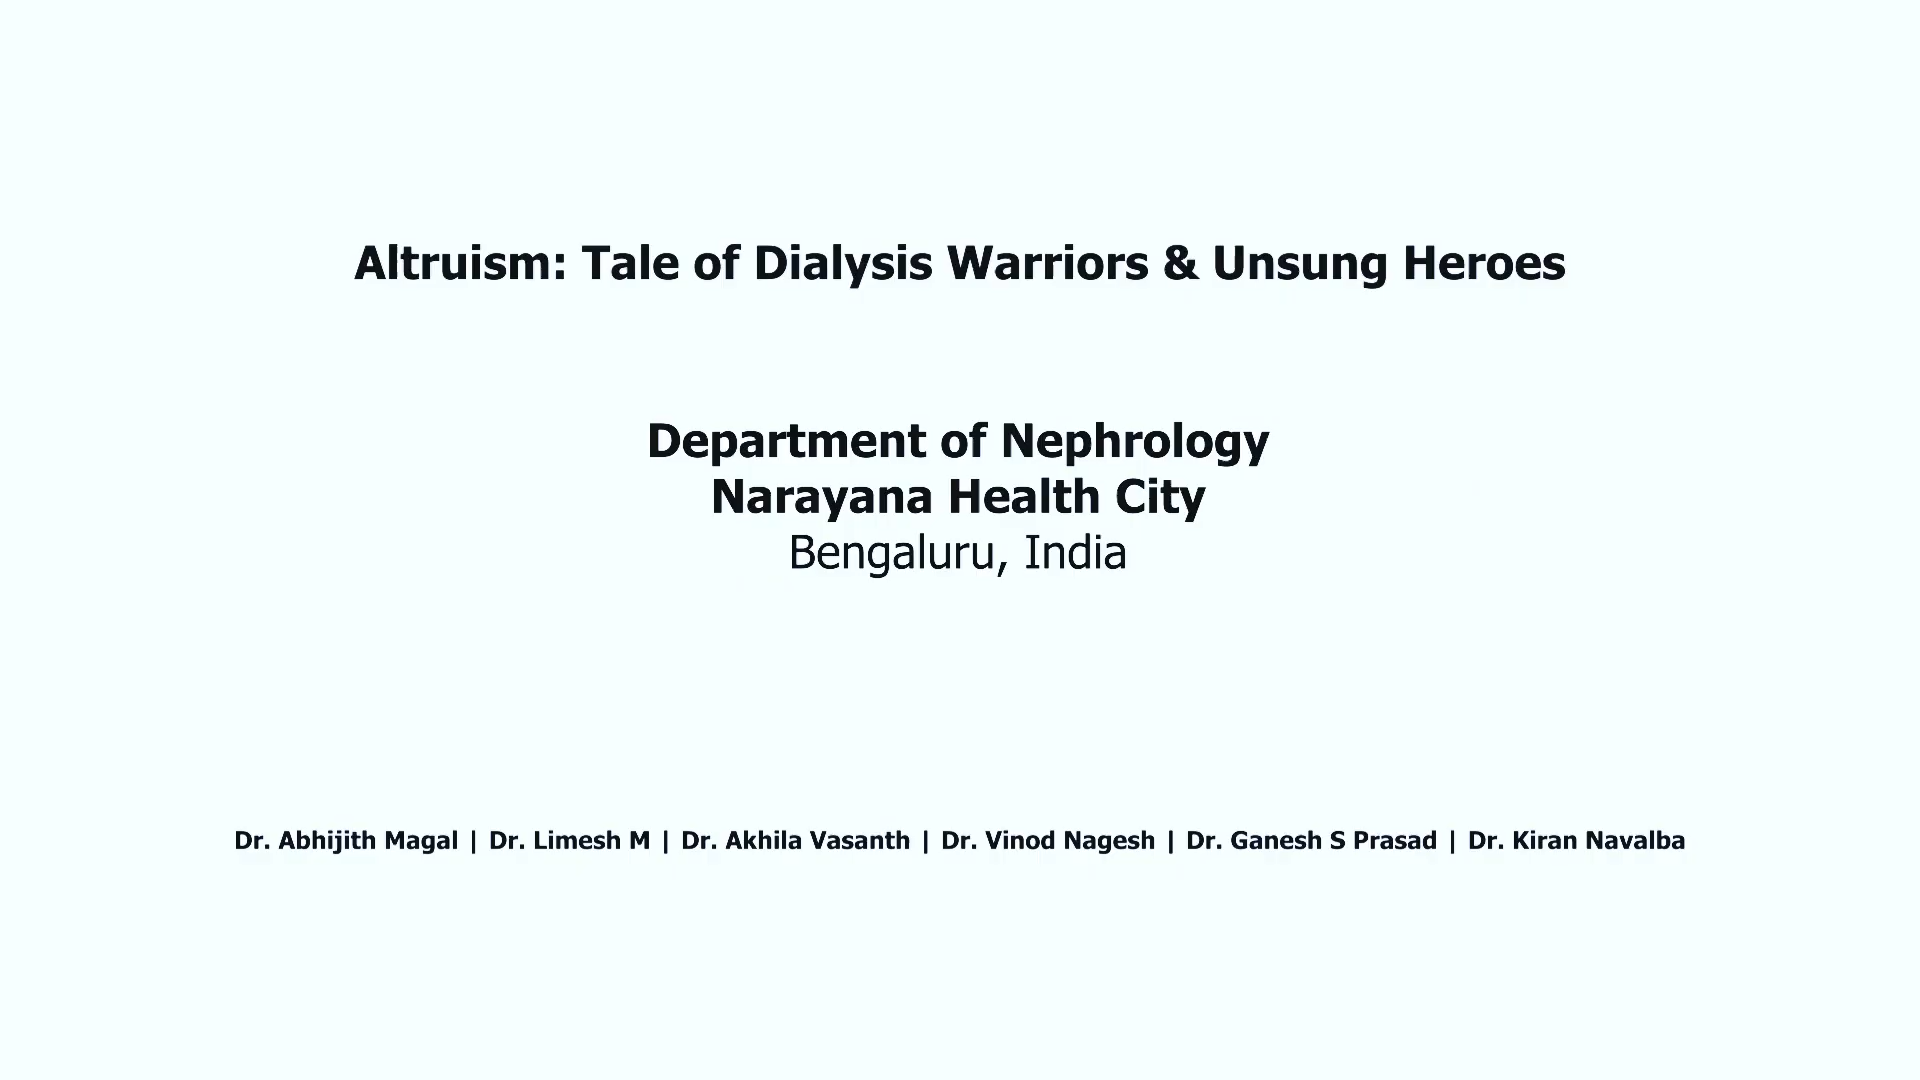 Altruism: Tale of Dialysis Warriors & Unsung Heroes
Department of Nephrology
Narayana Health City
Bengaluru, India
Dr. Abhijith Magal | Dr. Limesh M | Dr. Akhila Vasanth | Dr. Vinod Nagesh | Dr. Ganesh S Prasad | Dr. Kiran Navalba